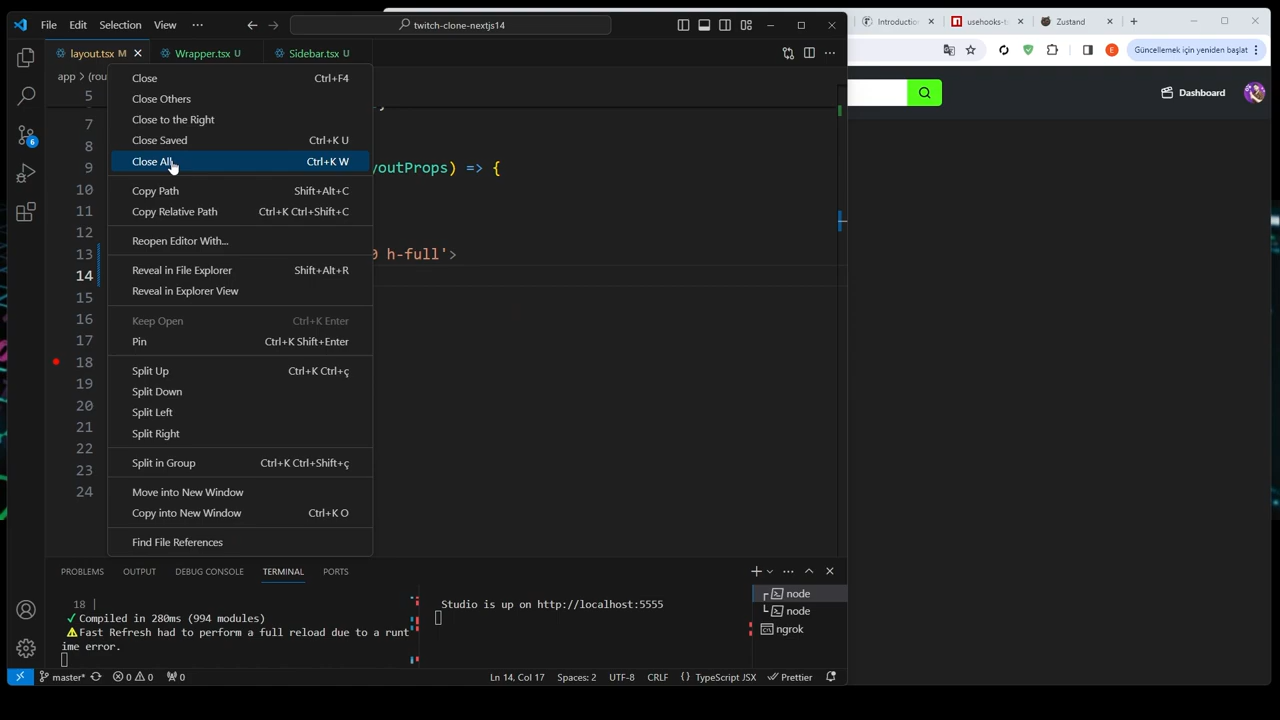 File Edit Selection View ··· twitch-clone-nextjs14
Introduction usehooks-t Zustand
layout.tsx M Wrapper.tsx U Sidebar.tsx U
Güncellemek için yeniden başlat
E
app > (rou
Dashboard
Close Ctrl+F4
Close Others
Close to the Right
Close Saved Ctrl+K U
Close All Ctrl+K W
Copy Path Shift+Alt+C
Copy Relative Path Ctrl+K Ctrl+Shift+C
Reopen Editor With...
Reveal in File Explorer Shift+Alt+R
Reveal in Explorer View
Keep Open Ctrl+K Enter
Pin Ctrl+K Shift+Enter
Split Up Ctrl+K Ctrl+ç
Split Down
Split Left
Split Right
Split in Group Ctrl+K Ctrl+Shift+ç
Move into New Window
Copy into New Window Ctrl+K O
Find File References
5
7
8
9 youtProps) => {
10
11
12
13 0 h-full'>
14
15
16
17
18
19
20
21
22
23
24
6
PROBLEMS OUTPUT DEBUG CONSOLE TERMINAL PORTS
18 |
✓ Compiled in 280ms (994 modules)
⚠ Fast Refresh had to perform a full reload due to a runt
ime error.
Studio is up on http://localhost:5555
node
node
ngrok
master* 0 0 0 Ln 14, Col 17 Spaces: 2 UTF-8 CRLF {} TypeScript JSX Prettier